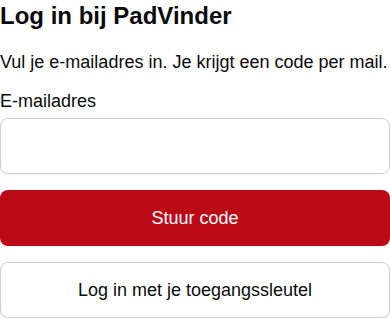 Log in bij PadVinder
Vul je e-mailadres in. Je krijgt een code per mail.
E-mailadres
Stuur code
Log in met je toegangssleutel